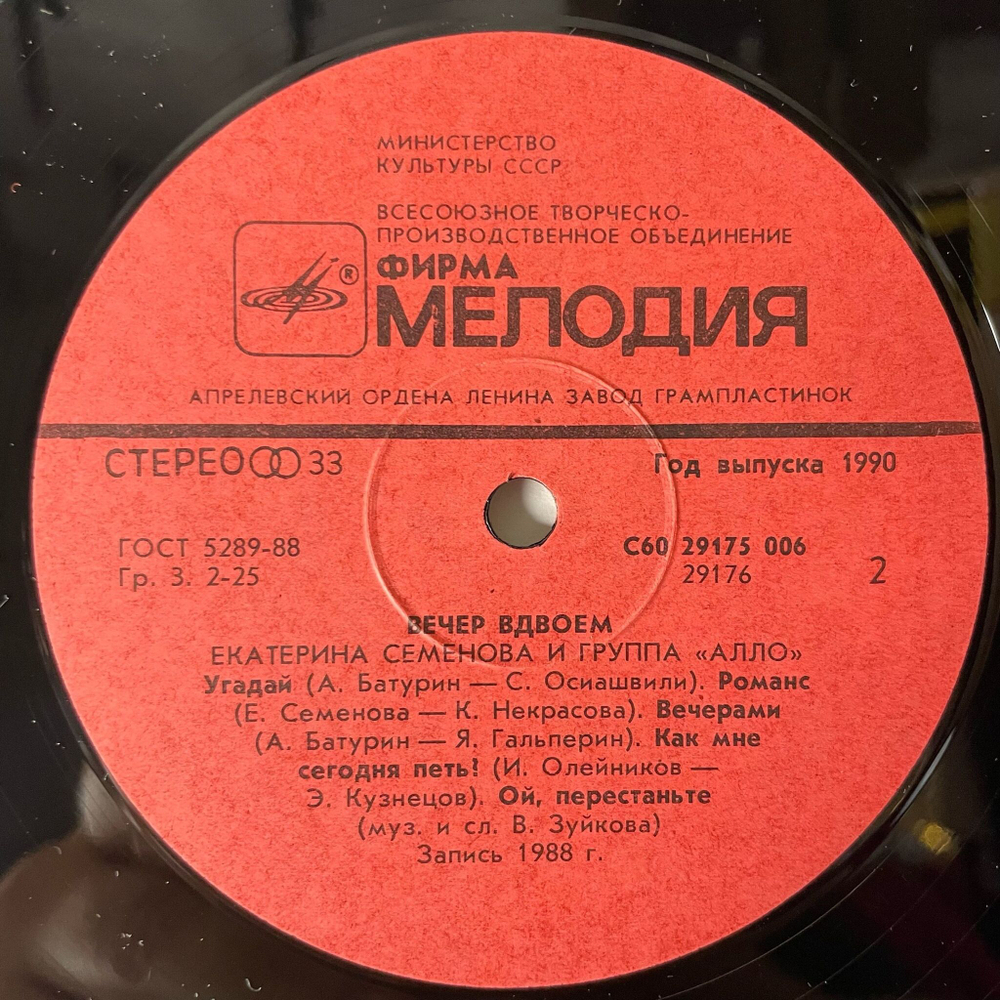 МИНИСТЕРСТВО
КУЛЬТУРЫ СССР
ВСЕСОЮЗНОЕ ТВОРЧЕСКО-
ПРОИЗВОДСТВЕННОЕ ОБЪЕДИНЕНИЕ
ФИРМА
®
МЕЛОДИЯ
АПРЕЛЕВСКИЙ ОРДЕНА ЛЕНИНА ЗАВОД ГРАМПЛАСТИНОК
СТЕРЕО 33
Год выпуска 1990
ГОСТ 5289-88
Гр. 3. 2-25
С60 29175 006
29176
2
ВЕЧЕР ВДВОЕМ
ЕКАТЕРИНА СЕМЕНОВА И ГРУППА «АЛЛО»
Угадай (А. Батурин — С. Осиашвили). Романс
(Е. Семенова — К. Некрасова). Вечерами
(А. Батурин — Я. Гальперин). Как мне
сегодня петь? (И. Олейников —
Э. Кузнецов). Ой, перестаньте
(муз. и сл. В. Зуйкова)
Запись 1988 г.